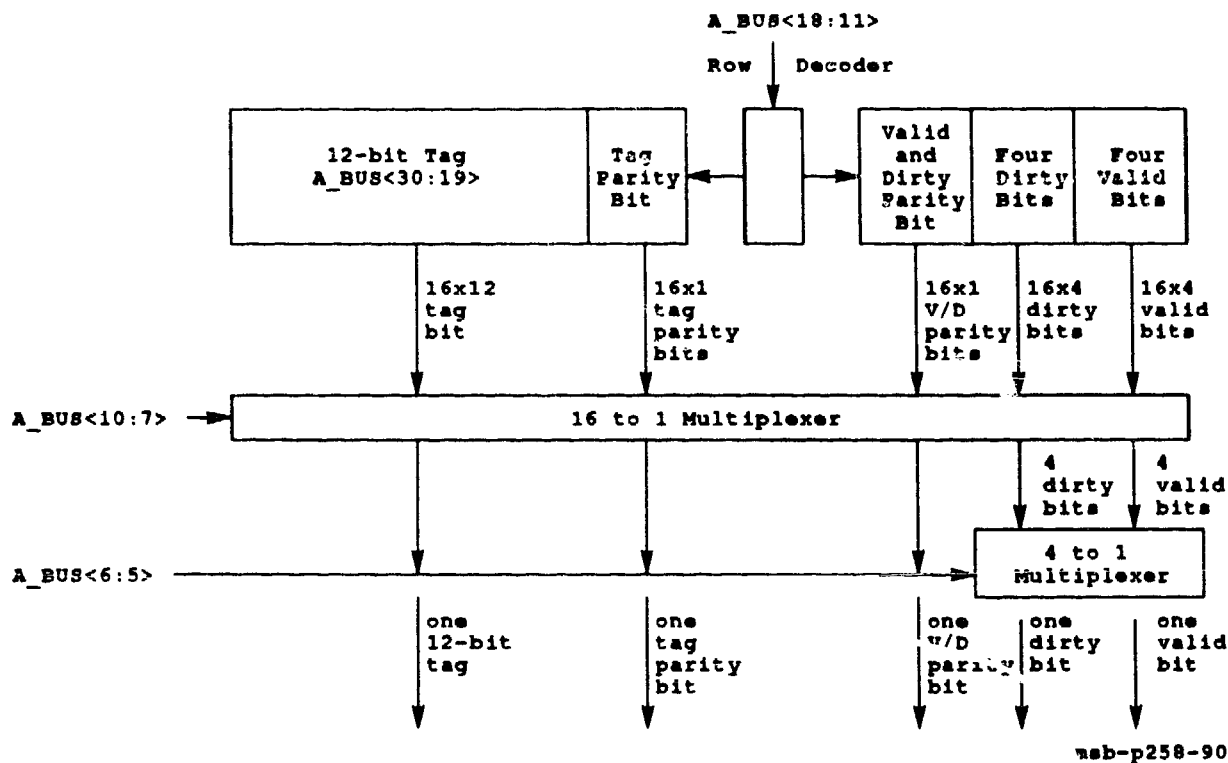 A_BUS<18:11>
Row Decoder
12-bit Tag
A_BUS<30:19>
Tag
Parity
Bit
Valid
and
Dirty
Parity
Bit
Four
Dirty
Bits
Four
Valid
Bits
16x12
tag
bit
16x1
tag
parity
bits
16x1
V/D
parity
bits
16x4
dirty
bits
16x4
valid
bits
A_BUS<10:7>
16 to 1 Multiplexer
4
dirty
bits
4
valid
bits
A_BUS<6:5>
4 to 1
Multiplexer
one
12-bit
tag
one
tag
parity
bit
one
V/D
parity
bit
one
dirty
bit
one
valid
bit
msb-p258-90